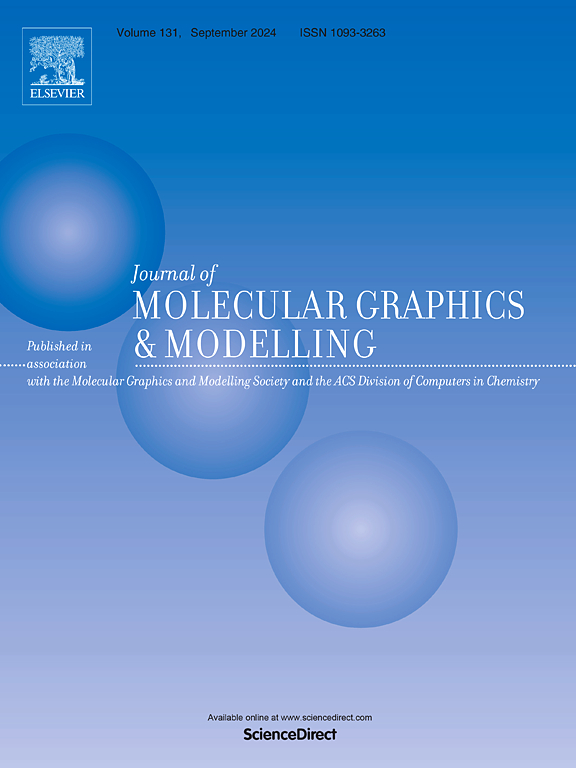 Volume 131, September 2024 ISSN 1093-3263
ELSEVIER
Journal of
MOLECULAR GRAPHICS
& MODELLING
Published in
association
with the Molecular Graphics and Modelling Society and the ACS Division of Computers in Chemistry
Available online at www.sciencedirect.com
ScienceDirect